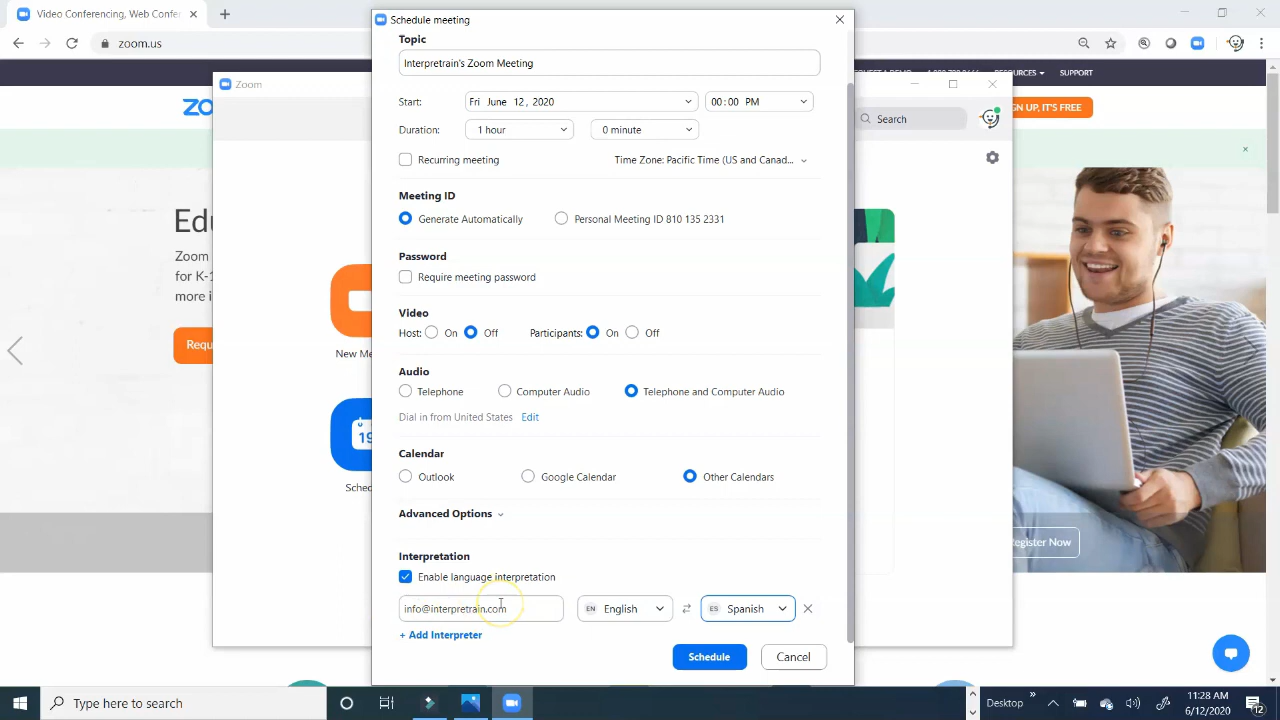 Video Conferencing, Web Confer
zoom.us
Schedule meeting
Zoom
RESOURCES
SUPPORT
GN UP, IT'S FREE
Search
Topic
Interpretrain's Zoom Meeting
Start: Fri June 12, 2020 00:00 PM
Duration: 1 hour 0 minute
Recurring meeting Time Zone: Pacific Time (US and Canad...
Meeting ID
Generate Automatically Personal Meeting ID 810 135 2331
Password
Require meeting password
Video
Host: On Off Participants: On Off
Audio
Telephone Computer Audio Telephone and Computer Audio
Dial in from United States Edit
Calendar
Outlook Google Calendar Other Calendars
Advanced Options
Interpretation
Enable language interpretation
info@interpretrain.com EN English ES Spanish
+ Add Interpreter
Schedule Cancel
ZO
Edu
Zoom
for K-1
more i
Requ
New Me
19
Sched
Register Now
Type here to search
Desktop
11:28 AM
6/12/2020
12